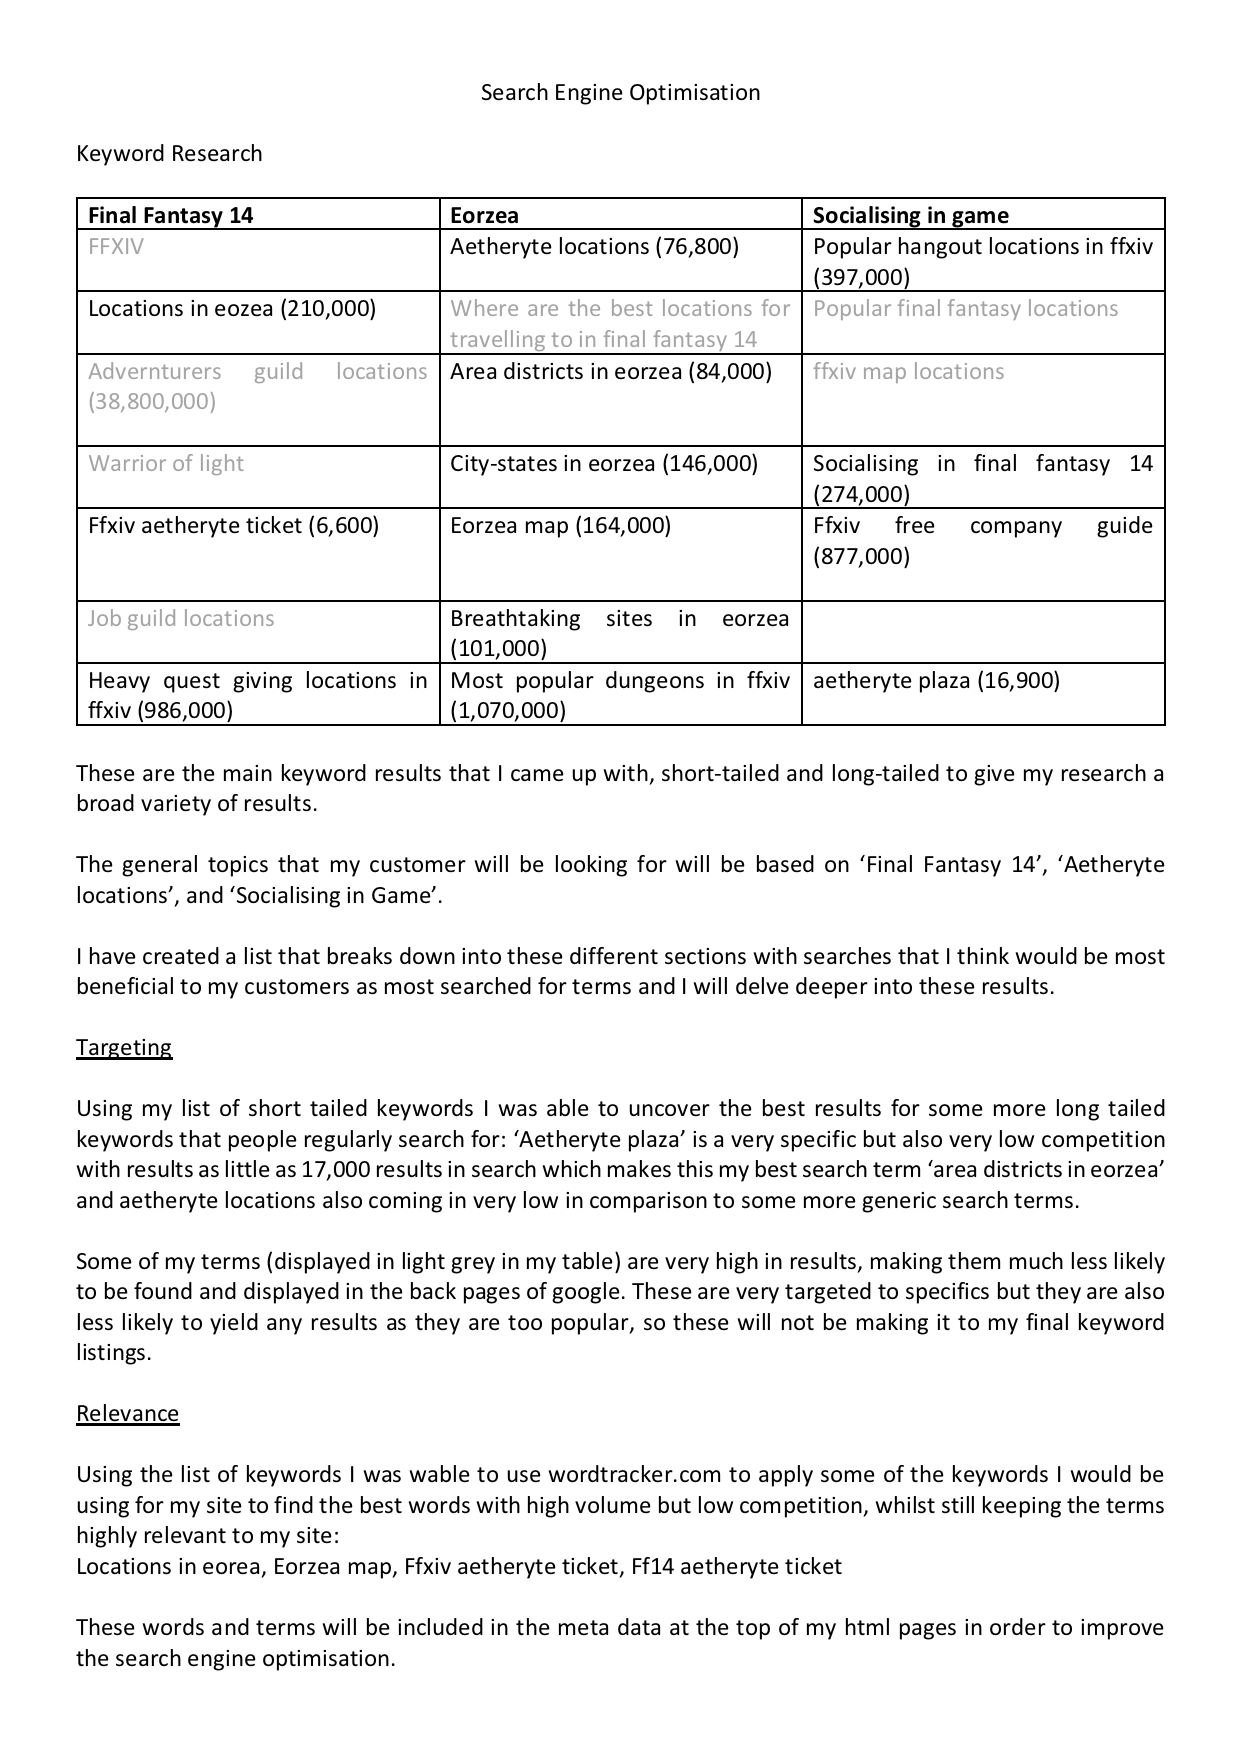 Search Engine Optimisation
Keyword Research
Final Fantasy 14 Eorzea Socialising in game
FFXIV Aetheryte locations (76,800) Popular hangout locations in ffxiv
(397,000)
Locations in eozea (210,000) Where are the best locations for Popular final fantasy locations
travelling to in final fantasy 14
Advernturers guild locations Area districts in eorzea (84,000) ffxiv map locations
(38,800,000)
Warrior of light City-states in eorzea (146,000) Socialising in final fantasy 14
(274,000)
Ffxiv aetheryte ticket (6,600) Eorzea map (164,000) Ffxiv free company guide
(877,000)
Job guild locations Breathtaking sites in eorzea
(101,000)
Heavy quest giving locations in Most popular dungeons in ffxiv aetheryte plaza (16,900)
ffxiv (986,000) (1,070,000)
These are the main keyword results that I came up with, short-tailed and long-tailed to give my research a
broad variety of results.
The general topics that my customer will be looking for will be based on ‘Final Fantasy 14’, ‘Aetheryte
locations’, and ‘Socialising in Game’.
I have created a list that breaks down into these different sections with searches that I think would be most
beneficial to my customers as most searched for terms and I will delve deeper into these results.
Targeting
Using my list of short tailed keywords I was able to uncover the best results for some more long tailed
keywords that people regularly search for: ‘Aetheryte plaza’ is a very specific but also very low competition
with results as little as 17,000 results in search which makes this my best search term ‘area districts in eorzea’
and aetheryte locations also coming in very low in comparison to some more generic search terms.
Some of my terms (displayed in light grey in my table) are very high in results, making them much less likely
to be found and displayed in the back pages of google. These are very targeted to specifics but they are also
less likely to yield any results as they are too popular, so these will not be making it to my final keyword
listings.
Relevance
Using the list of keywords I was wable to use wordtracker.com to apply some of the keywords I would be
using for my site to find the best words with high volume but low competition, whilst still keeping the terms
highly relevant to my site:
Locations in eorea, Eorzea map, Ffxiv aetheryte ticket, Ff14 aetheryte ticket
These words and terms will be included in the meta data at the top of my html pages in order to improve
the search engine optimisation.